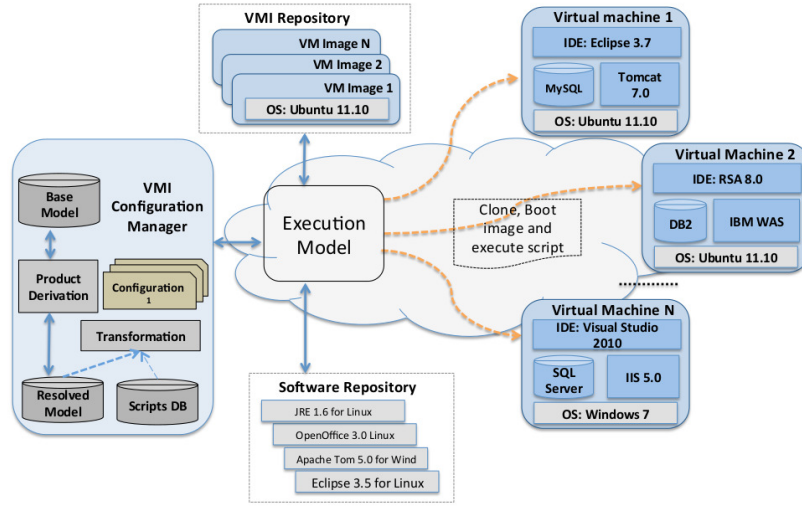 VMI Repository
VM Image N
VM Image 2
VM Image 1
OS: Ubuntu 11.10
Virtual machine 1
IDE: Eclipse 3.7
MySQL
Tomcat
7.0
OS: Ubuntu 11.10
VMI
Configuration
Manager
Base
Model
Product
Derivation
Configuration
1
Transformation
Resolved
Model
Scripts DB
Execution
Model
Clone, Boot
image and
execute script
Virtual Machine 2
IDE: RSA 8.0
DB2
IBM WAS
OS: Ubuntu 11.10
Virtual Machine N
IDE: Visual Studio
2010
SQL
Server
IIS 5.0
OS: Windows 7
Software Repository
JRE 1.6 for Linux
OpenOffice 3.0 Linux
Apache Tom 5.0 for Wind
Eclipse 3.5 for Linux